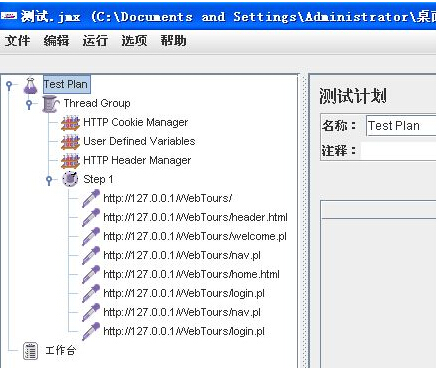 测试.jmx (C:\Documents and Settings\Administrator\桌面
文件 编辑 运行 选项 帮助
Test Plan
Thread Group
HTTP Cookie Manager
User Defined Variables
HTTP Header Manager
Step 1
http://127.0.0.1/WebTours/
http://127.0.0.1/WebTours/header.html
http://127.0.0.1/WebTours/welcome.pl
http://127.0.0.1/WebTours/nav.pl
http://127.0.0.1/WebTours/home.html
http://127.0.0.1/WebTours/login.pl
http://127.0.0.1/WebTours/nav.pl
http://127.0.0.1/WebTours/login.pl
工作台
测试计划
名称： Test Plan
注释：